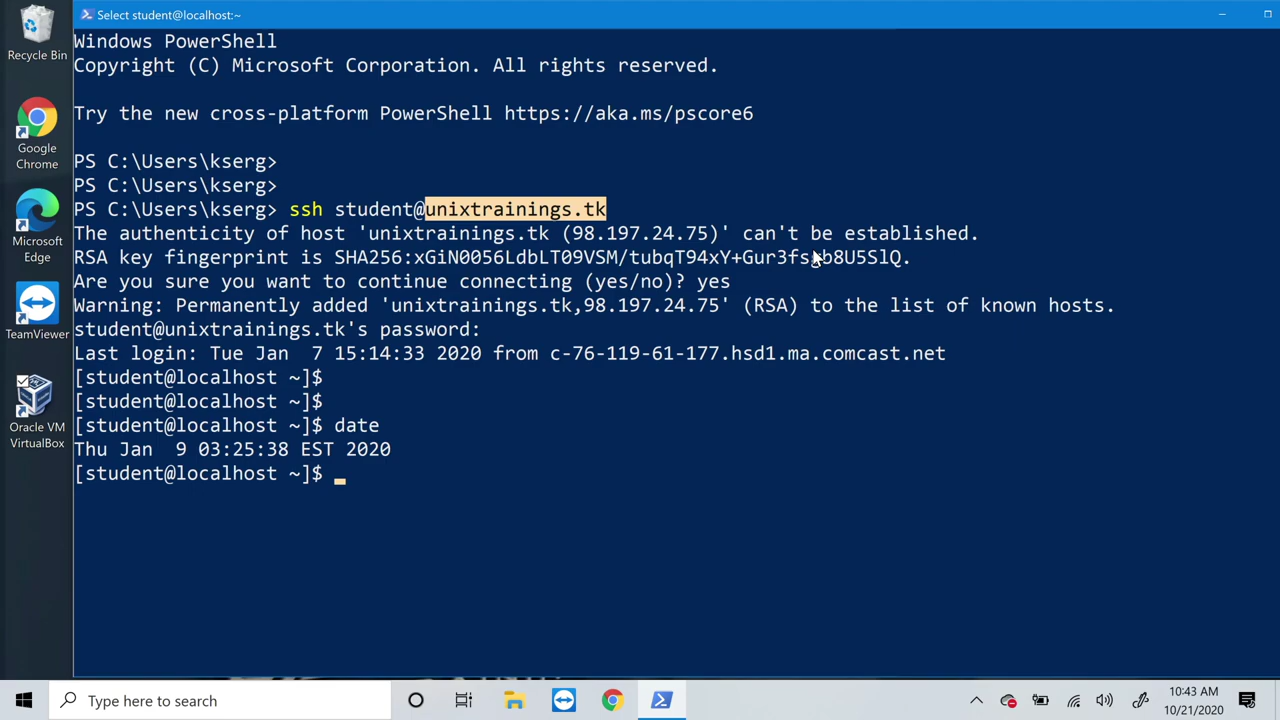 Select student@localhost:~
Recycle Bin
Google
Chrome
Microsoft
Edge
TeamViewer
Oracle VM
VirtualBox
Windows PowerShell
Copyright (C) Microsoft Corporation. All rights reserved.
Try the new cross-platform PowerShell https://aka.ms/pscore6
PS C:\Users\kserg>
PS C:\Users\kserg>
PS C:\Users\kserg> ssh student@unixtrainings.tk
The authenticity of host 'unixtrainings.tk (98.197.24.75)' can't be established.
RSA key fingerprint is
Are you sure you want to continue connecting (yes/no)? yes
Warning: Permanently added 'unixtrainings.tk,98.197.24.75' (RSA) to the list of known hosts.
student@unixtrainings.tk's password:
Last login: Tue Jan  7 15:14:33 2020 from c-76-119-61-177.hsd1.ma.comcast.net
[student@localhost ~]$
[student@localhost ~]$
[student@localhost ~]$ date
Thu Jan  9 03:25:38 EST 2020
[student@localhost ~]$
Type here to search
10:43 AM
10/21/2020